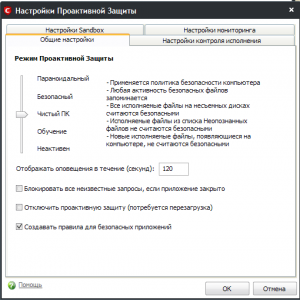 Настройки Проактивной Защиты
Настройки Sandbox
Настройки мониторинга
Общие настройки
Настройки контроля исполнения
Режим Проактивной Защиты
Параноидальный
Безопасный
Чистый ПК
Обучение
Неактивен
- Применяется политика безопасности компьютера
- Любая активность безопасных файлов
запоминается
- Все исполняемые файлы на несъемных дисках
считаются безопасными
- Исполняемые файлы из списка Неопознанных
файлов не считаются безопасными
- Новые исполняемые файлы, появляющиеся на
компьютере, не считаются безопасными
Отображать оповещения в течение (секунд): 120
Блокировать все неизвестные запросы, если приложение закрыто
Отключить проактивную защиту (потребуется перезагрузка)
Создавать правила для безопасных приложений
Помощь
OK
Отмена